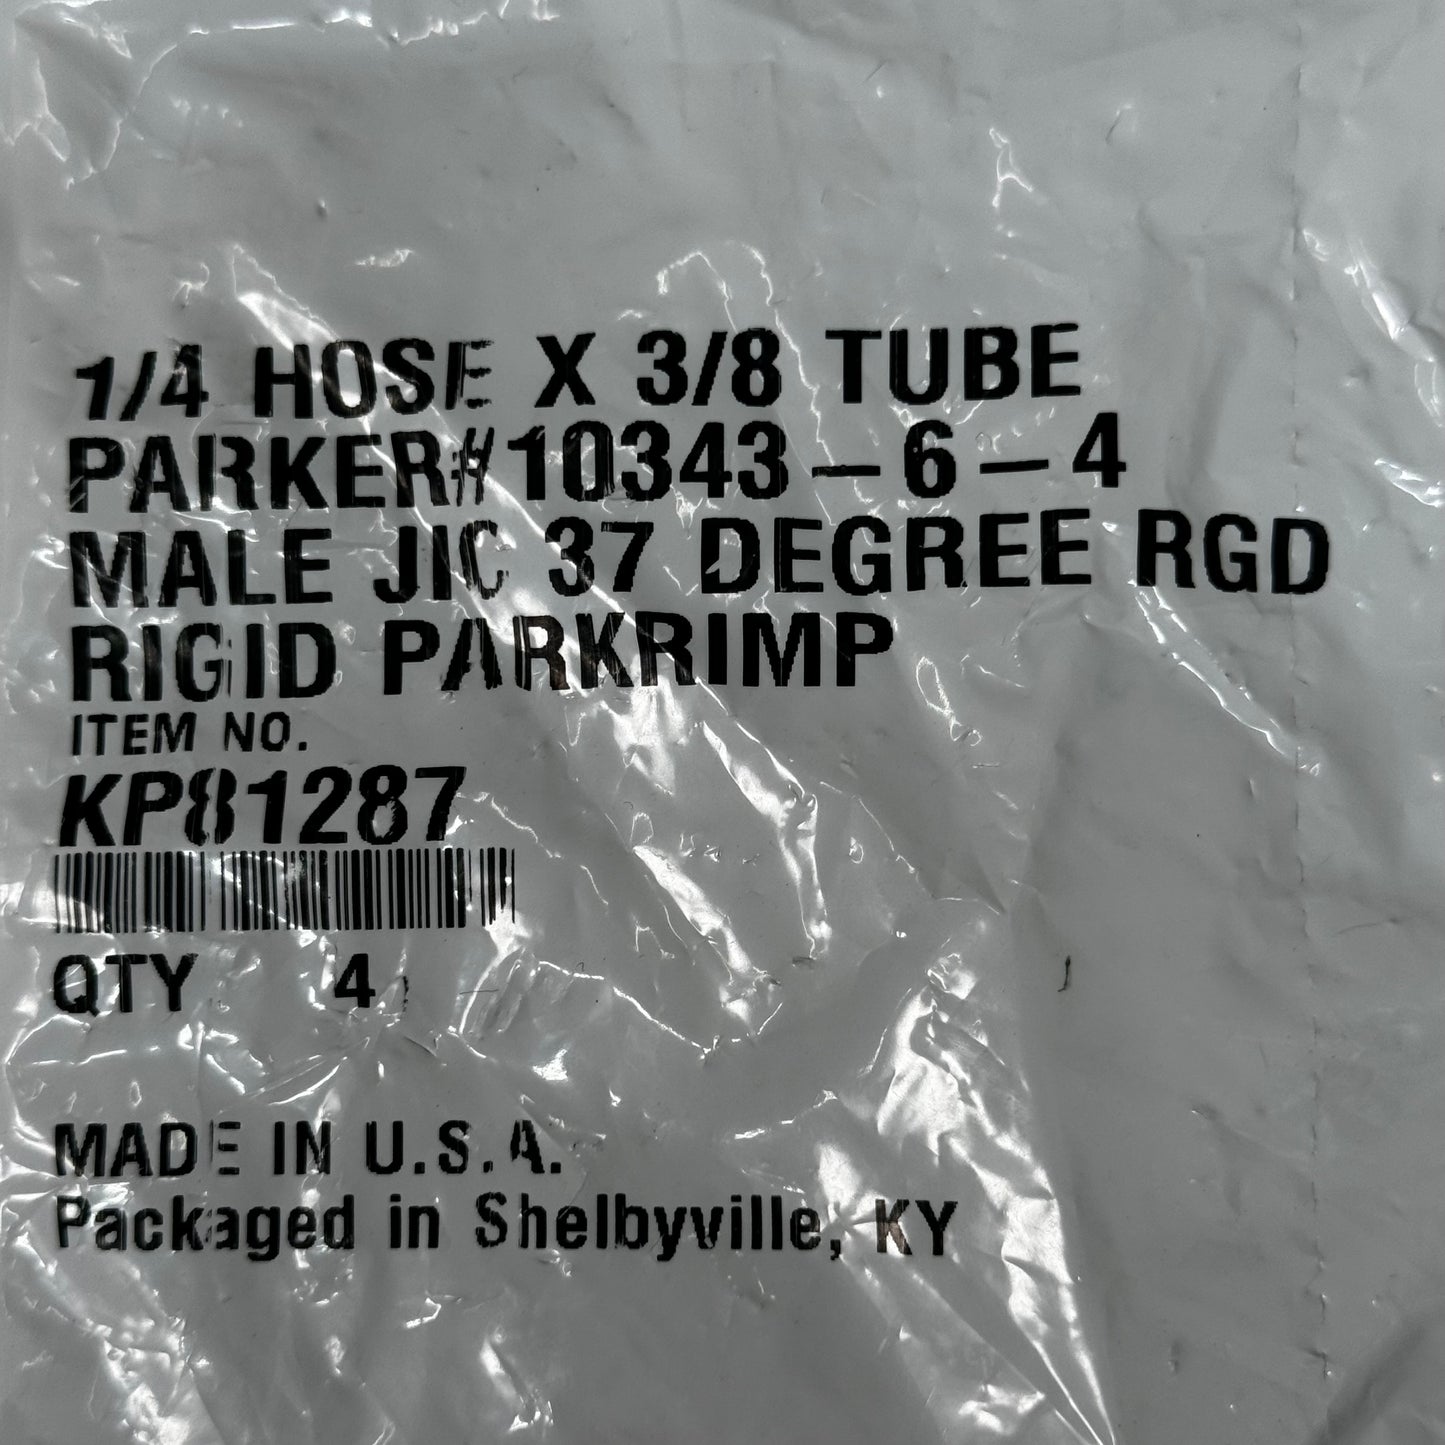 1/4 HOSE X 3/8 TUBE
PARKER#10343-6-4
MALE JIC 37 DEGREE RGD
RIGID PARKRIMP
ITEM NO.
KP81287
QTY 4
MADE IN U.S.A.
Packaged in Shelbyville, KY